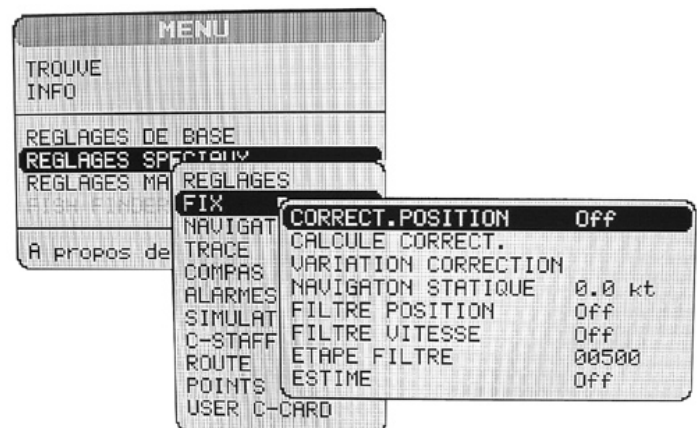 MENU
TROUVE
INFO
REGLAGES DE BASE
REGLAGES SPECIAUX
REGLAGES MA
A propos de
REGLAGES
FIX
NAVIGAT
TRACE
COMPAS
ALARMES
SIMULAT
C-STAFF
ROUTE
POINTS
USER C-CARD
CORRECT.POSITION Off
CALCULE CORRECT.
VARIATION CORRECTION
NAVIGATON STATIQUE 0.0 kt
FILTRE POSITION Off
FILTRE VITESSE Off
ETAPE FILTRE 00500
ESTIME Off